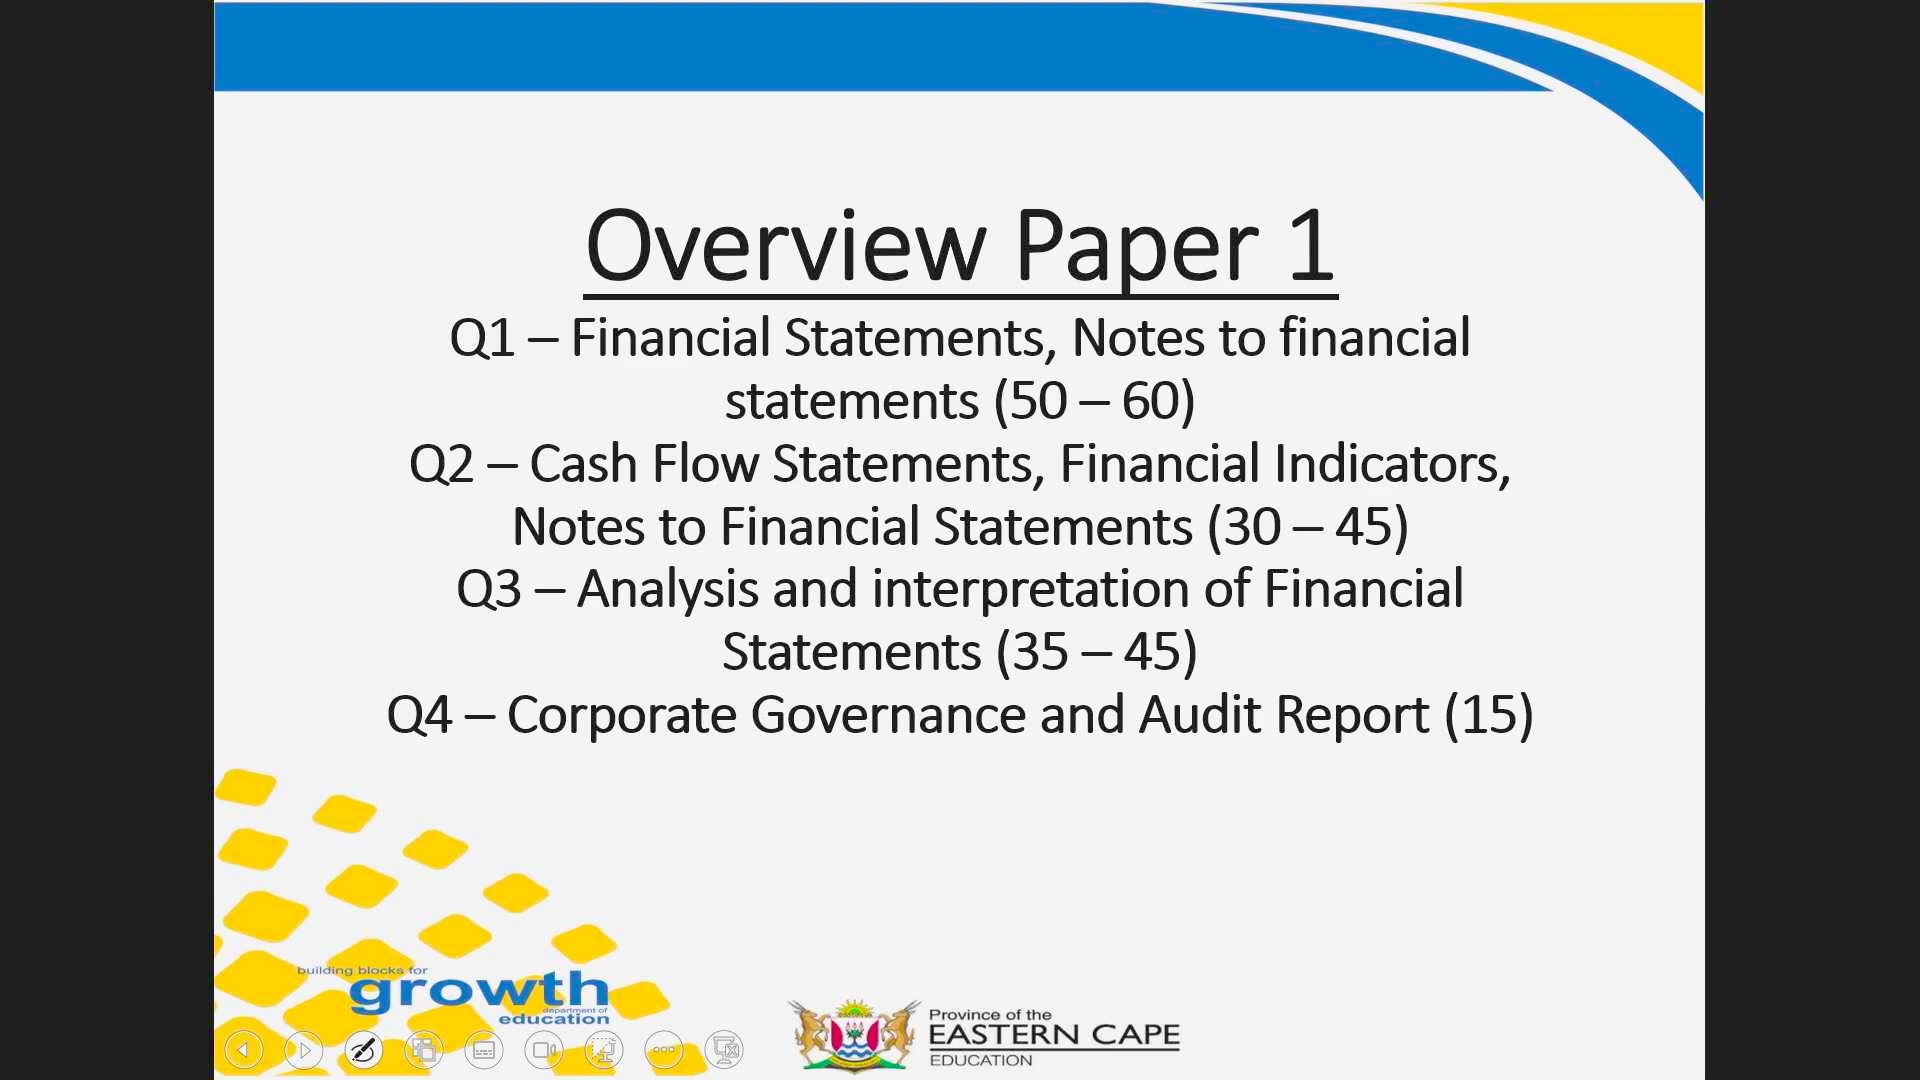 Overview Paper 1
Q1 – Financial Statements, Notes to financial
statements (50 – 60)
Q2 – Cash Flow Statements, Financial Indicators,
Notes to Financial Statements (30 – 45)
Q3 – Analysis and interpretation of Financial
Statements (35 – 45)
Q4 – Corporate Governance and Audit Report (15)
building blocks for
growth
department of
education
Province of the
EASTERN CAPE
EDUCATION